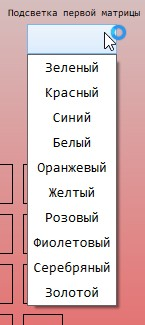 Подсветка первой матрицы
Зеленый
Красный
Синий
Белый
Оранжевый
Желтый
Розовый
Фиолетовый
Серебряный
Золотой